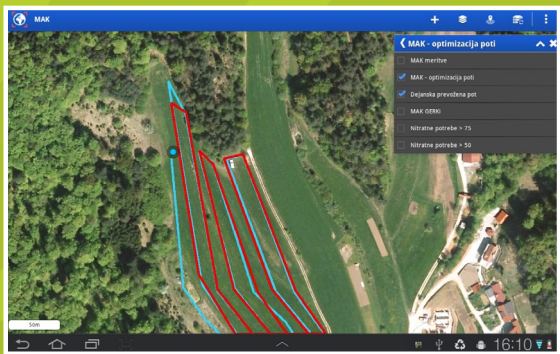 MAK
MAK - optimizacija poti
MAK meritve
MAK - optimizacija poti
Dejanska prevožena pot
MAK GERKi
Nitratne potrebe > 75
Nitratne potrebe > 50
50m
16:10